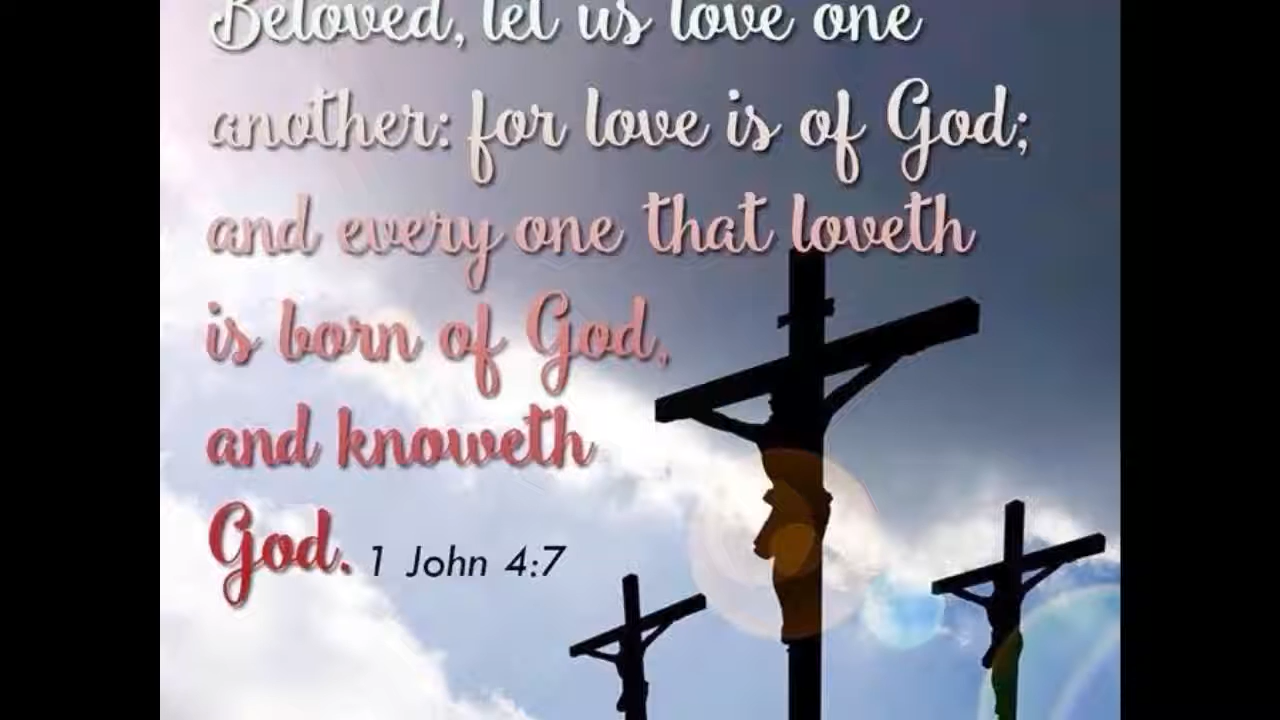 Beloved, let us love one
another: for love is of God;
and every one that loveth
is born of God,
and knoweth
God. 1 John 4:7